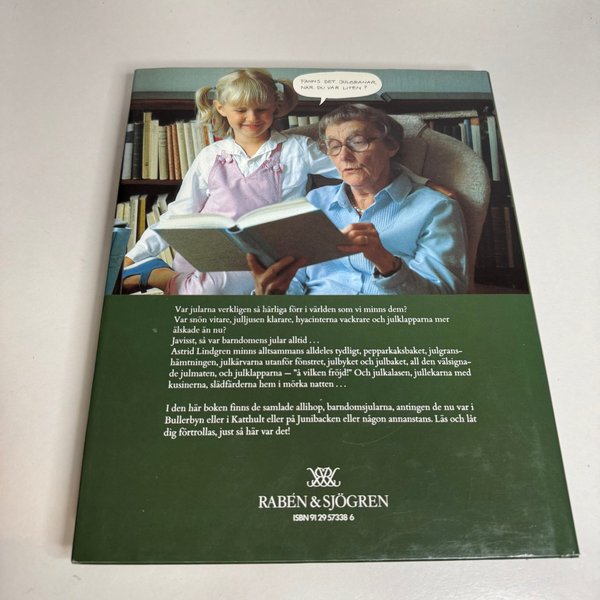 FANNS DET JULGRANAR
NÄR DU VAR LITEN?
Var jularna verkligen så härliga förr i världen som vi minns dem?
Var snön vitare, julljusen klarare, hyacinterna vackrare och julklapparna mer
älskade än nu?
Javisst, så var barndomens jular alltid . . .
Astrid Lindgren minns alltsammans alldeles tydligt, pepparkaksbaket, julgrans-
hämtningen, julkärvarna utanför fönstret, julbyket och julbaket, all den välsigna-
de julmaten, och julklapparna – "å vilken fröjd!" Och julkalasen, jullekarna med
kusinerna, slädfärderna hem i mörka natten . . .
I den här boken finns de samlade allihop, barndomsjularna, antingen de nu var i
Bullerbyn eller i Katthult eller på Junibacken eller någon annanstans. Läs och låt
dig förtrollas, just så här var det!
RABÉN & SJÖGREN
ISBN 91 29 57338 6